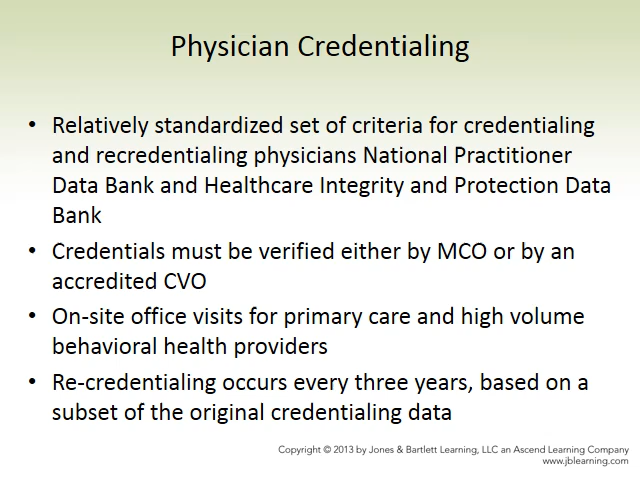 Physician Credentialing
• Relatively standardized set of criteria for credentialing
and recredentialing physicians National Practitioner
Data Bank and Healthcare Integrity and Protection Data
Bank
• Credentials must be verified either by MCO or by an
accredited CVO
• On-site office visits for primary care and high volume
behavioral health providers
• Re-credentialing occurs every three years, based on a
subset of the original credentialing data
Copyright © 2013 by Jones & Bartlett Learning, LLC an Ascend Learning Company
www.jblearning.com